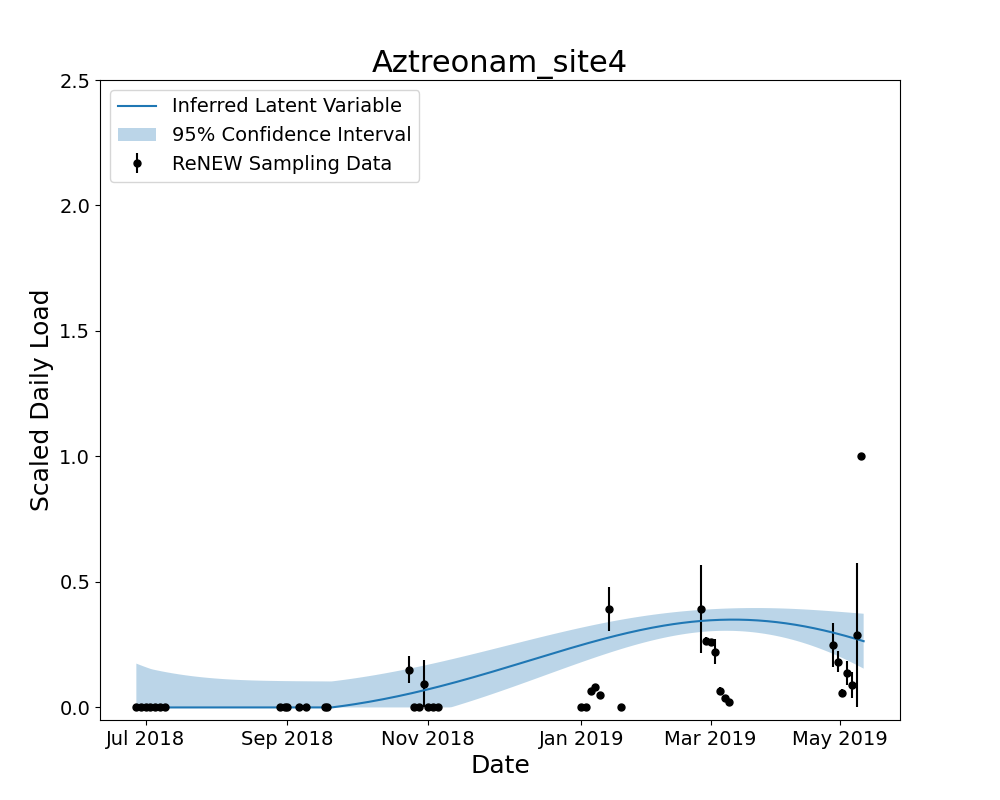 Aztreonam_site4
Inferred Latent Variable
95% Confidence Interval
ReNEW Sampling Data
Scaled Daily Load
2.5
2.0
1.5
1.0
0.5
0.0
Jul 2018 Sep 2018 Nov 2018 Jan 2019 Mar 2019 May 2019
Date